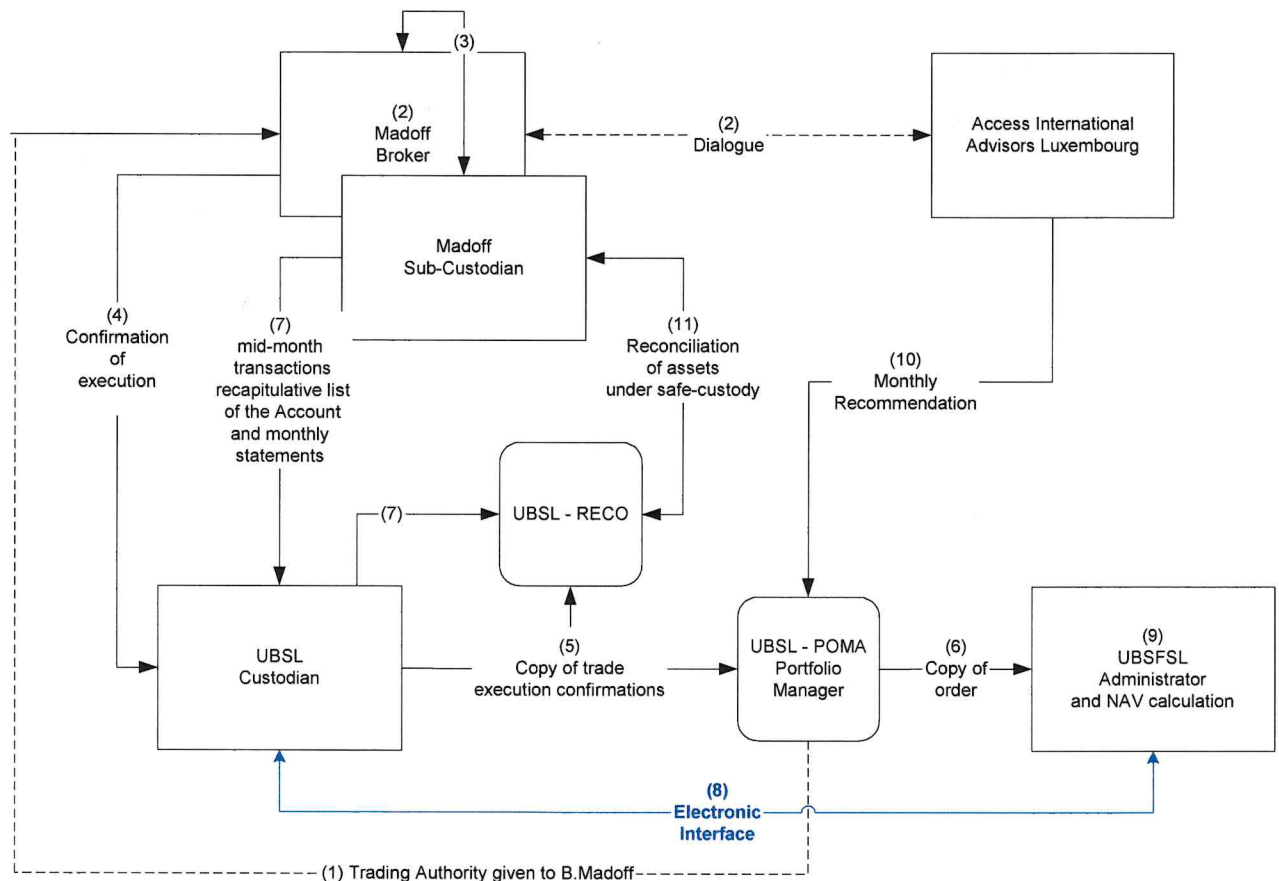 (3)
(2)
Madoff
Broker
(2)
Dialogue
Access International
Advisors Luxembourg
Madoff
Sub-Custodian
(4)
Confirmation
of
execution
(7)
mid-month
transactions
recapitulative list
of the Account
and monthly
statements
(11)
Reconciliation
of assets
under safe-custody
(10)
Monthly
Recommendation
(7)
UBSL - RECO
UBSL
Custodian
(5)
Copy of trade
execution confirmations
UBSL - POMA
Portfolio
Manager
(6)
Copy of
order
(9)
UBSFSL
Administrator
and NAV calculation
(8)
Electronic
Interface
(1) Trading Authority given to B.Madoff